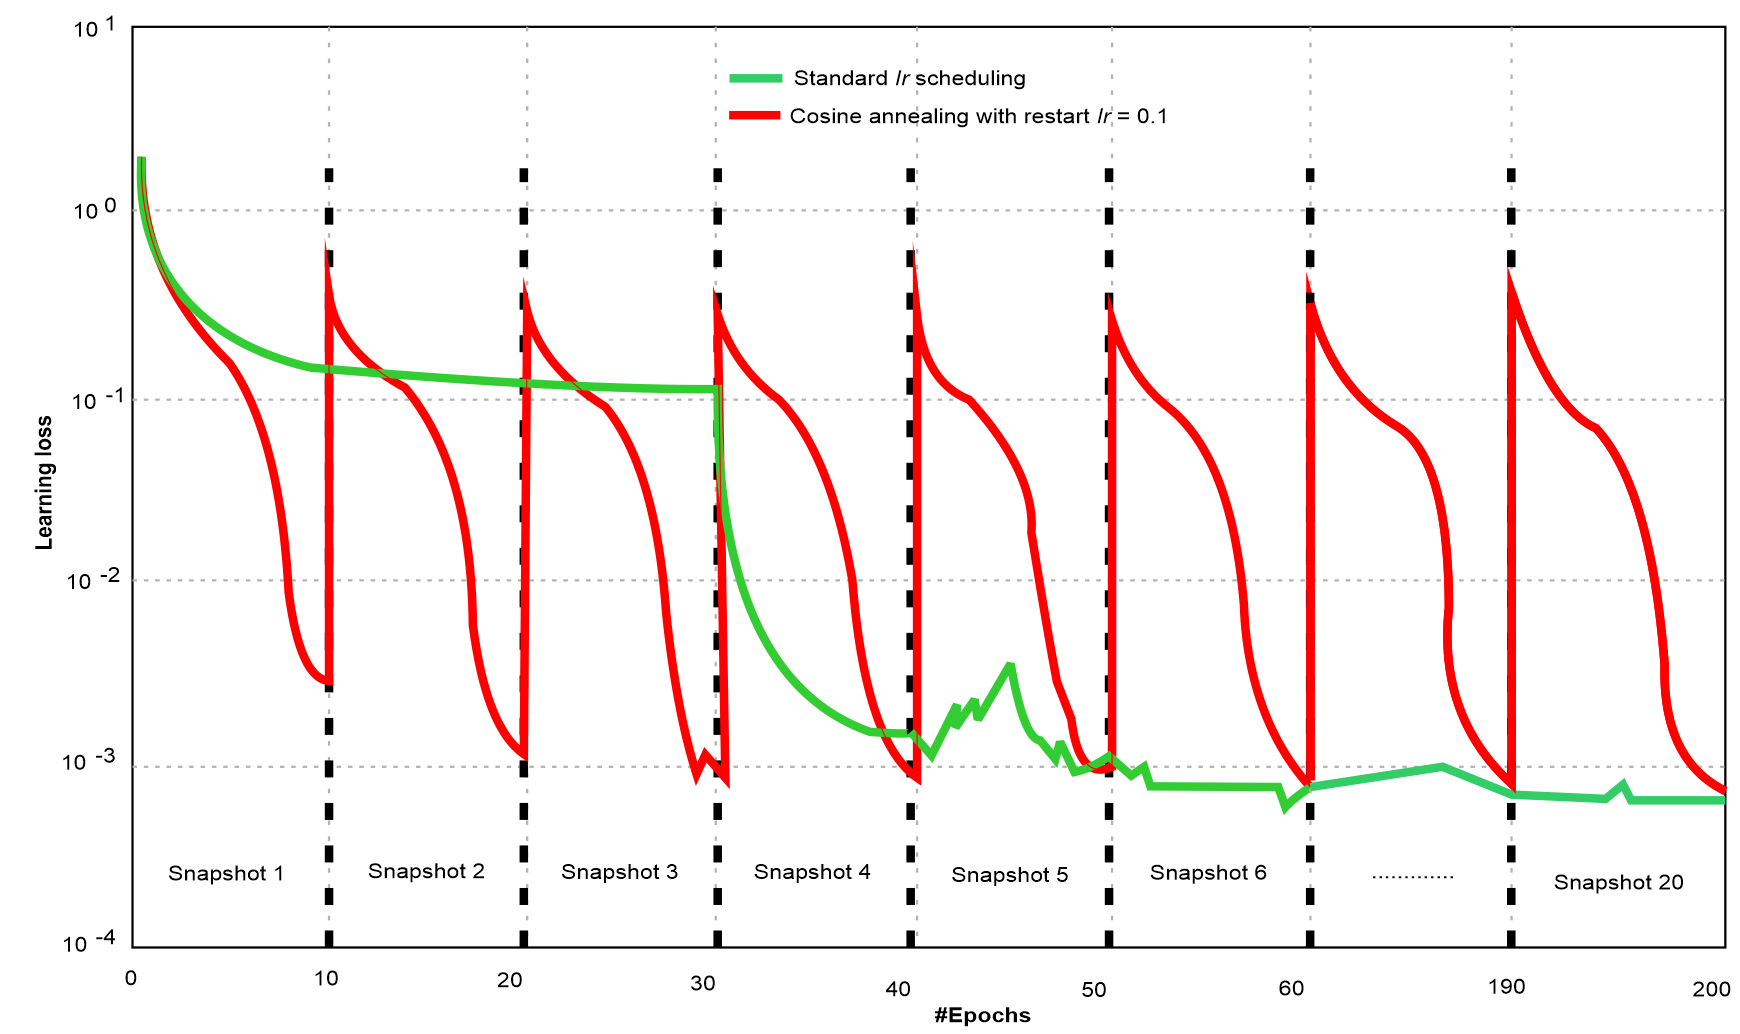 10 1
Standard lr scheduling
Cosine annealing with restart lr = 0.1
10 0
10 -1
Learning loss
10 -2
10 -3
Snapshot 1
Snapshot 2
Snapshot 3
Snapshot 4
Snapshot 5
Snapshot 6
............
Snapshot 20
10 -4
0
10
20
30
40
50
60
190
200
#Epochs